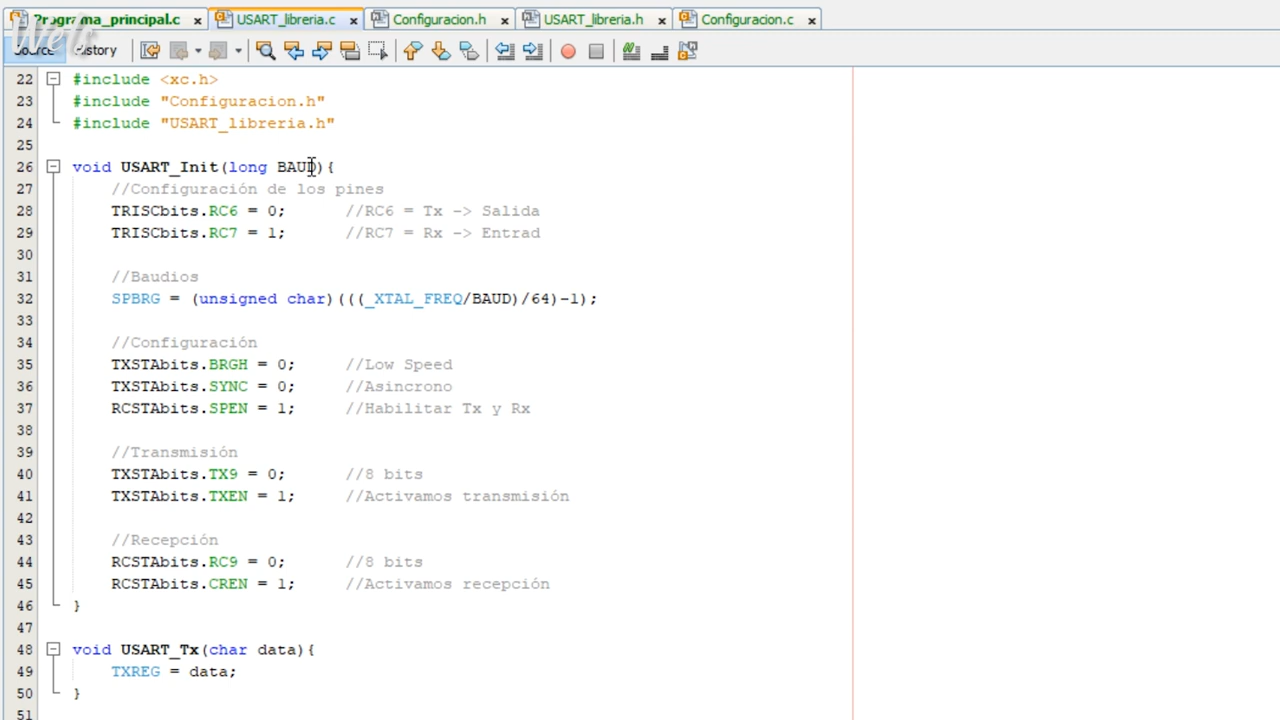 Programa_principal.c x USART_libreria.c x Configuracion.h x USART_libreria.h x Configuracion.c x
Source History
22 #include <xc.h>
23 #include "Configuracion.h"
24 #include "USART_libreria.h"
25
26 void USART_Init(long BAUD){
27 //Configuración de los pines
28 TRISCbits.RC6 = 0; //RC6 = Tx -> Salida
29 TRISCbits.RC7 = 1; //RC7 = Rx -> Entrad
30
31 //Baudios
32 SPBRG = (unsigned char)(((_XTAL_FREQ/BAUD)/64)-1);
33
34 //Configuración
35 TXSTAbits.BRGH = 0; //Low Speed
36 TXSTAbits.SYNC = 0; //Asincrono
37 RCSTAbits.SPEN = 1; //Habilitar Tx y Rx
38
39 //Transmisión
40 TXSTAbits.TX9 = 0; //8 bits
41 TXSTAbits.TXEN = 1; //Activamos transmisión
42
43 //Recepción
44 RCSTAbits.RC9 = 0; //8 bits
45 RCSTAbits.CREN = 1; //Activamos recepción
46 }
47
48 void USART_Tx(char data){
49 TXREG = data;
50 }
51